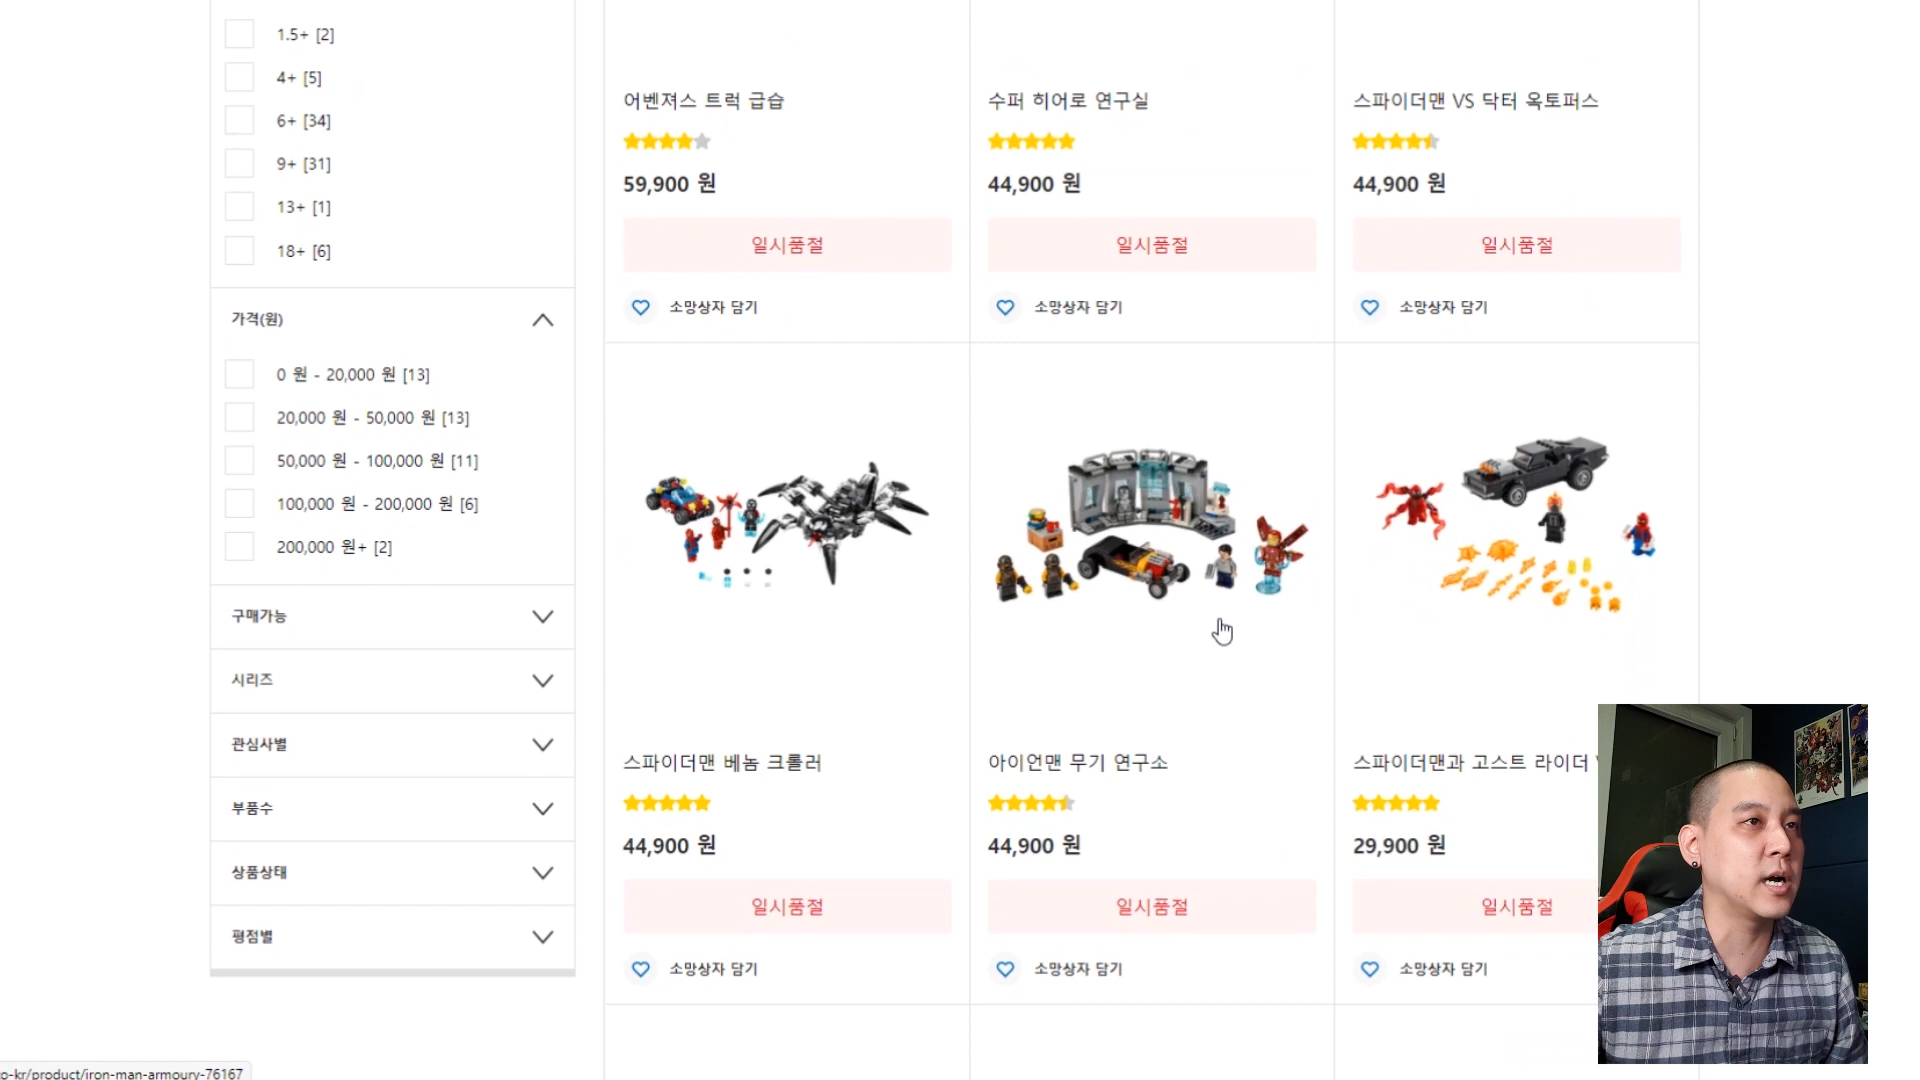 1.5+ [2]
4+ [5]
6+ [34]
9+ [31]
13+ [1]
18+ [6]
가격(원)
0 원 - 20,000 원 [13]
20,000 원 - 50,000 원 [13]
50,000 원 - 100,000 원 [11]
100,000 원 - 200,000 원 [6]
200,000 원+ [2]
구매가능
시리즈
관심사별
부품수
상품상태
평점별
어벤져스 트럭 급습
59,900 원
일시품절
소망상자 담기
수퍼 히어로 연구실
44,900 원
일시품절
소망상자 담기
스파이더맨 VS 닥터 옥토퍼스
44,900 원
일시품절
소망상자 담기
스파이더맨 베놈 크롤러
44,900 원
일시품절
소망상자 담기
아이언맨 무기 연구소
44,900 원
일시품절
소망상자 담기
스파이더맨과 고스트 라이더
29,900 원
일시품절
소망상자 담기
o-kr/product/iron-man-armoury-76167